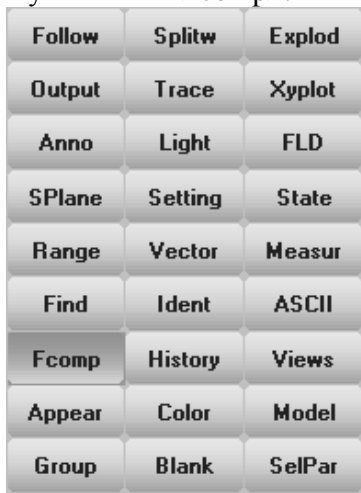 Follow Splitw Explod
Output Trace Xyplot
Anno Light FLD
SPlane Setting State
Range Vector Measur
Find Ident ASCII
Fcomp History Views
Appear Color Model
Group Blank SelPar